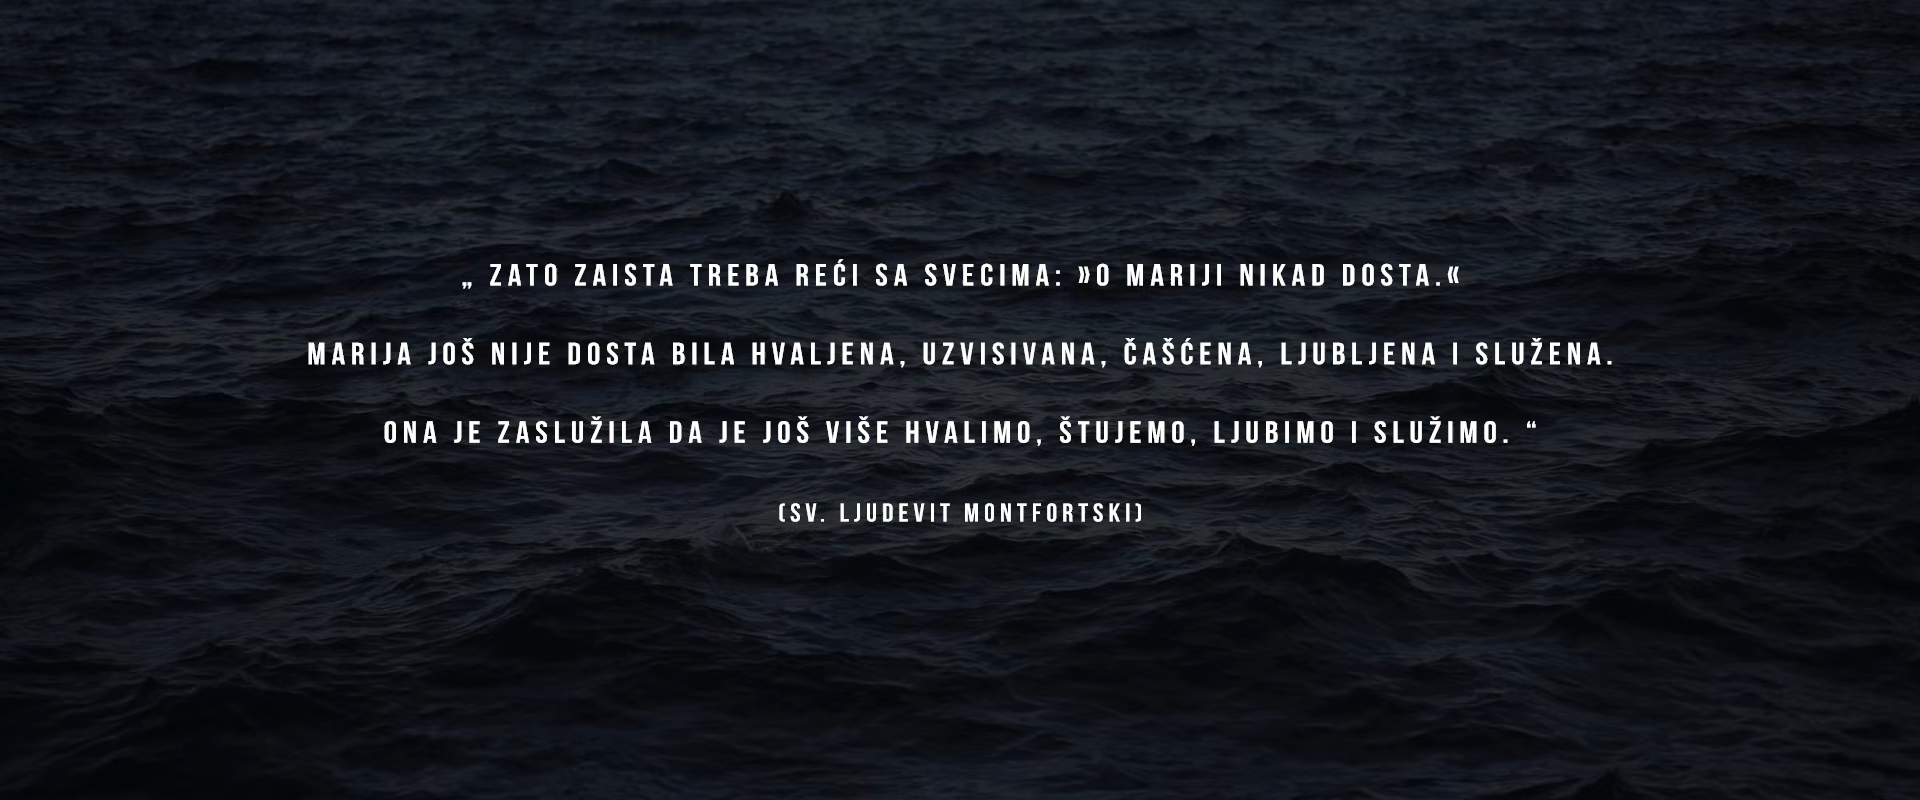 „ ZATO ZAISTA TREBA REĆI SA SVECIMA: »O MARIJI NIKAD DOSTA.«
MARIJA JOŠ NIJE DOSTA BILA HVALJENA, UZVISIVANA, ČAŠĆENA, LJUBLJENA I SLUŽENA.
ONA JE ZASLUŽILA DA JE JOŠ VIŠE HVALIMO, ŠTUJEMO, LJUBIMO I SLUŽIMO. “
(SV. LJUDEVIT MONTFORTSKI)